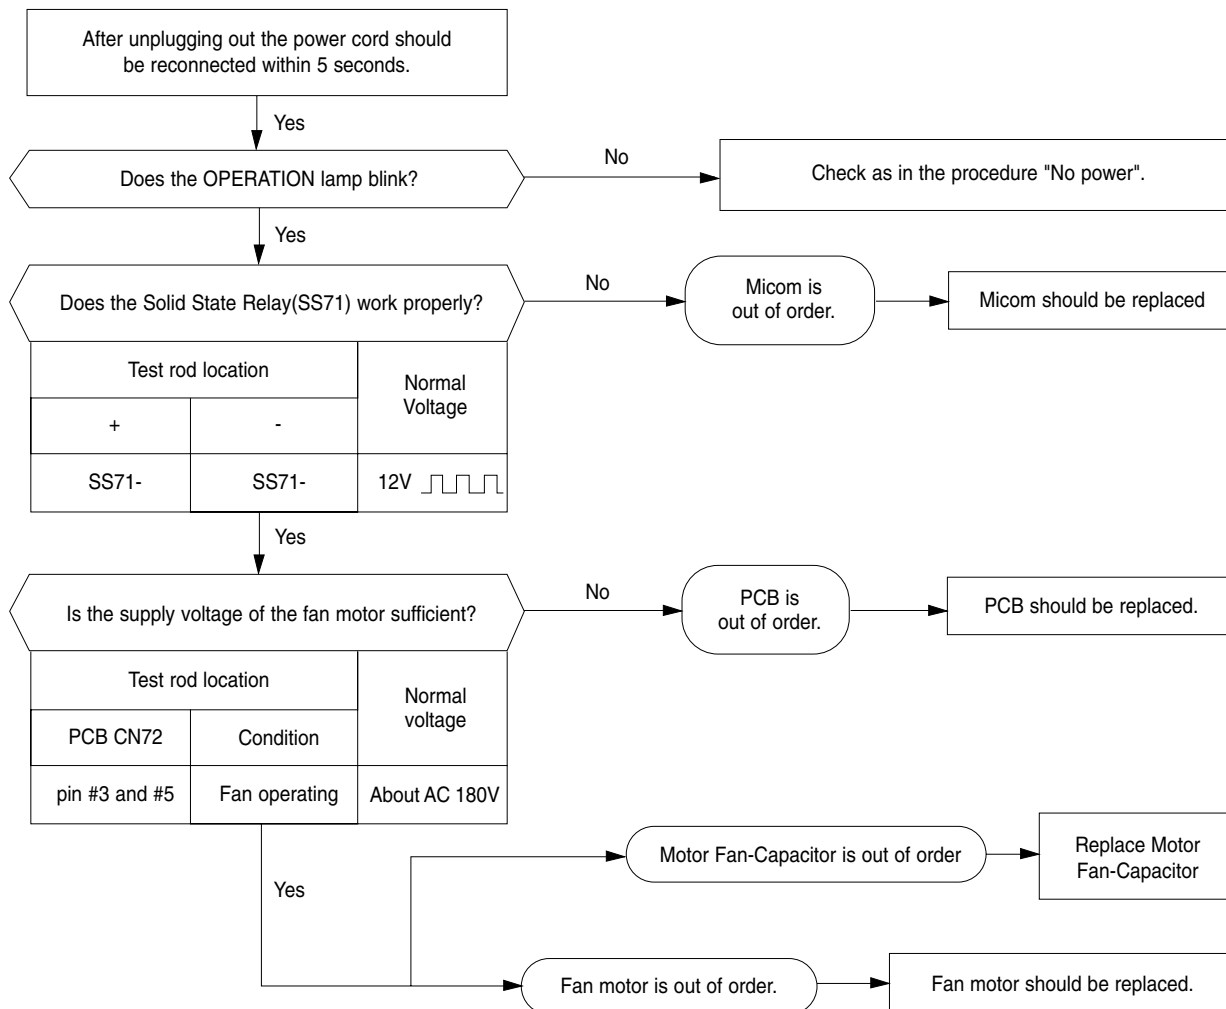 After unplugging out the power cord should
be reconnected within 5 seconds.
Yes
Does the OPERATION lamp blink?
No
Check as in the procedure "No power".
Yes
Does the Solid State Relay(SS71) work properly?
No
Micom is
out of order.
Micom should be replaced
Test rod location
Normal
Voltage
+
-
SS71-
SS71-
12V
Yes
Is the supply voltage of the fan motor sufficient?
No
PCB is
out of order.
PCB should be replaced.
Test rod location
Normal
voltage
PCB CN72
Condition
pin #3 and #5
Fan operating
About AC 180V
Yes
Motor Fan-Capacitor is out of order
Replace Motor
Fan-Capacitor
Fan motor is out of order.
Fan motor should be replaced.